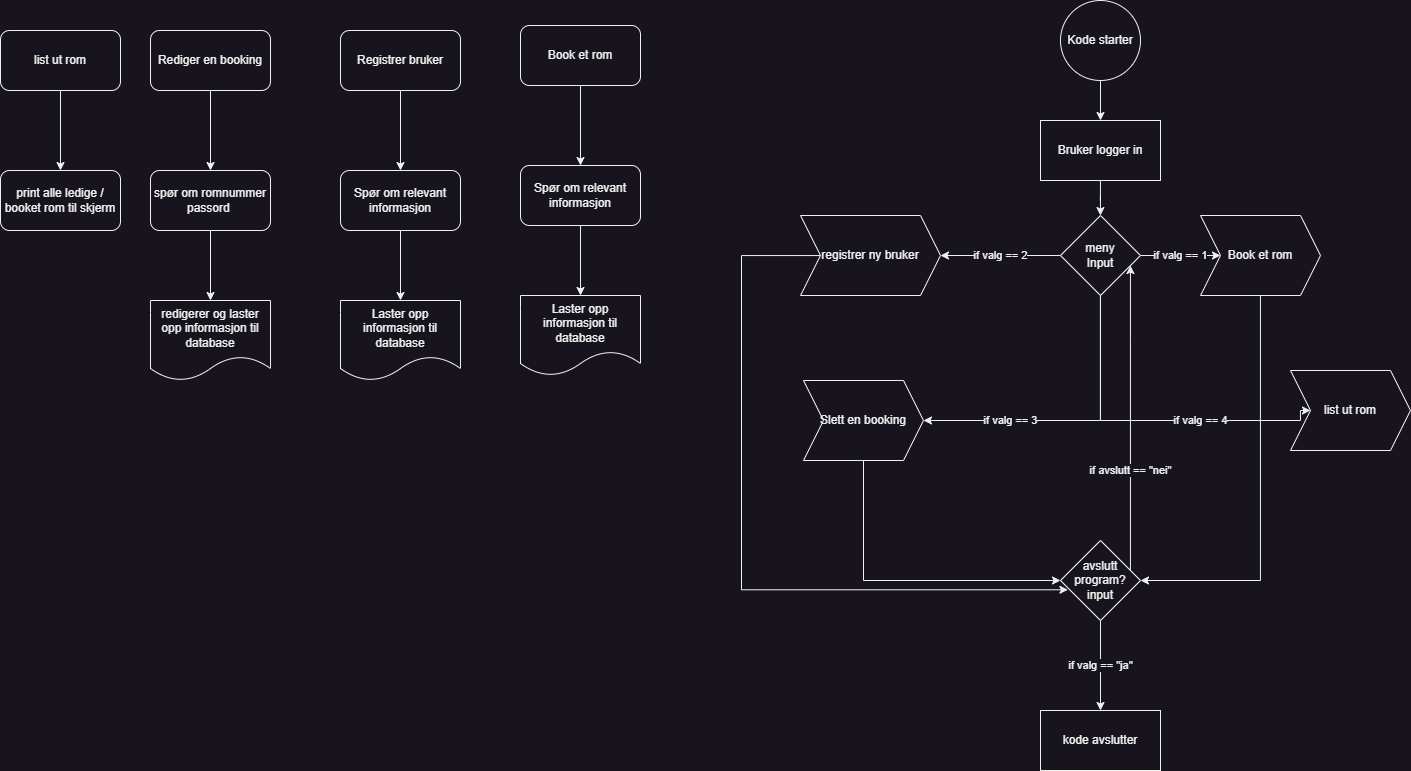 list ut rom
print alle ledige /
booket rom til skjerm
Rediger en booking
spør om romnummer
passord
redigerer og laster
opp informasjon til
database
Registrer bruker
Spør om relevant
informasjon
Laster opp
informasjon til
database
Book et rom
Spør om relevant
informasjon
Laster opp
informasjon til
database
Kode starter
Bruker logger in
meny
Input
if valg == 2
registrer ny bruker
if valg == 1
Book et rom
if valg == 3
Slett en booking
if valg == 4
list ut rom
if avslutt == "nei"
avslutt
program?
input
if valg == "ja"
kode avslutter